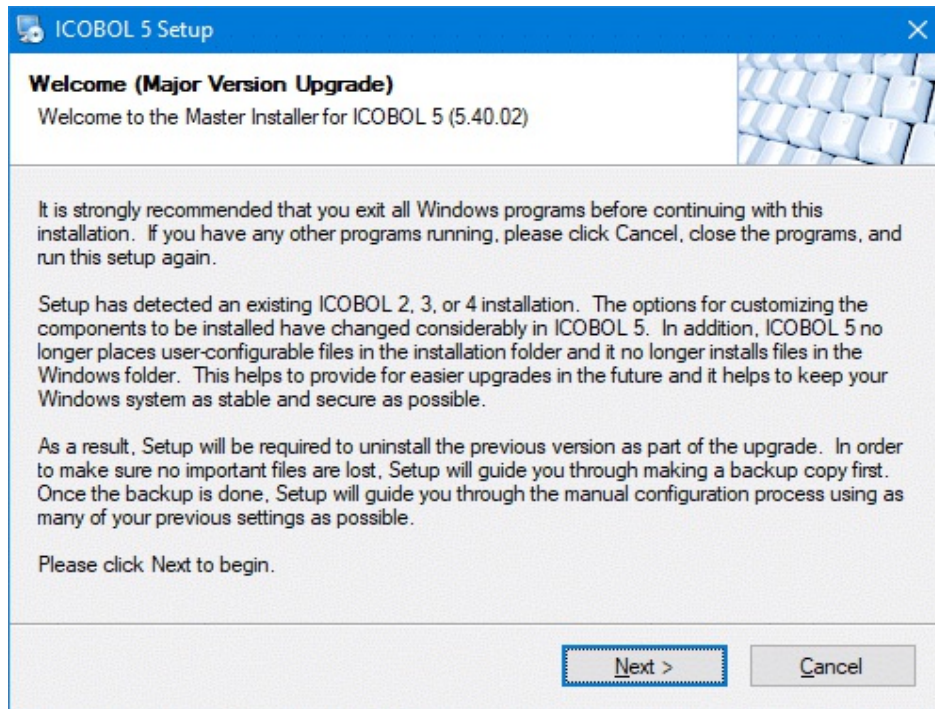 ICOBOL 5 Setup
Welcome (Major Version Upgrade)
Welcome to the Master Installer for ICOBOL 5 (5.40.02)
It is strongly recommended that you exit all Windows programs before continuing with this
installation. If you have any other programs running, please click Cancel, close the programs, and
run this setup again.
Setup has detected an existing ICOBOL 2, 3, or 4 installation. The options for customizing the
components to be installed have changed considerably in ICOBOL 5. In addition, ICOBOL 5 no
longer places user-configurable files in the installation folder and it no longer installs files in the
Windows folder. This helps to provide for easier upgrades in the future and it helps to keep your
Windows system as stable and secure as possible.
As a result, Setup will be required to uninstall the previous version as part of the upgrade. In order
to make sure no important files are lost, Setup will guide you through making a backup copy first.
Once the backup is done, Setup will guide you through the manual configuration process using as
many of your previous settings as possible.
Please click Next to begin.
Next >
Cancel